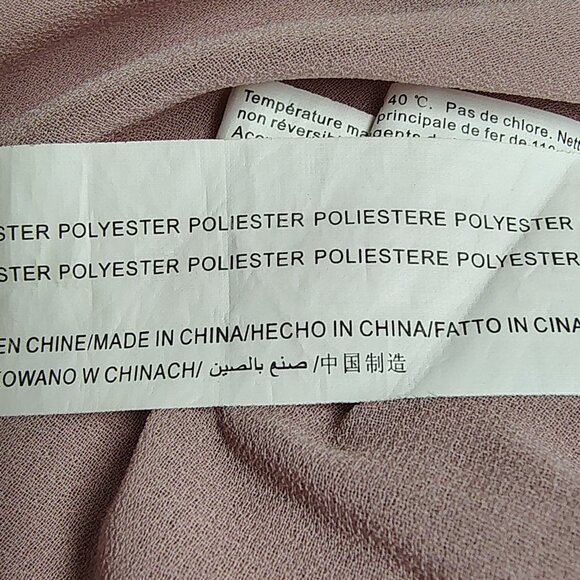 Température ma
non réversibl
40 ℃. Pas de chlore. Nett
principale de fer de 110
STER POLYESTER POLIESTER POLIESTERE POLYESTER
STER POLYESTER POLIESTER POLIESTERE POLYESTER
EN CHINE/MADE IN CHINA/HECHO IN CHINA/FATTO IN CINA
KOWANO W CHINACH/ صنع بالصين /中国制造